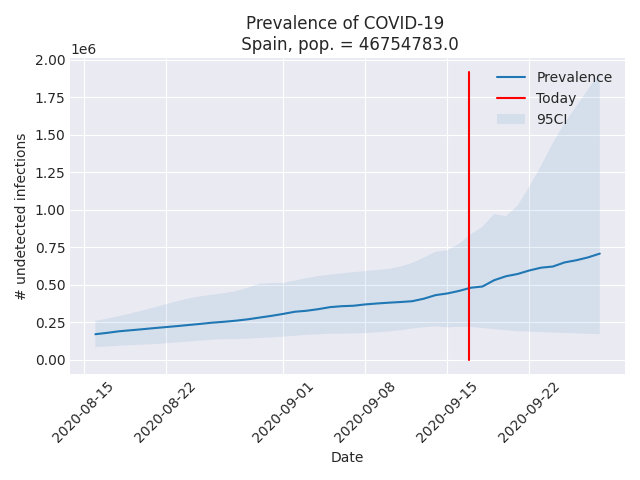 Prevalence of COVID-19
Spain, pop. = 46754783.0
1e6
2.00
1.75
1.50
1.25
1.00
0.75
0.50
0.25
0.00
# undetected infections
Prevalence
Today
95CI
2020-08-15
2020-08-22
2020-09-01
2020-09-08
2020-09-15
2020-09-22
Date